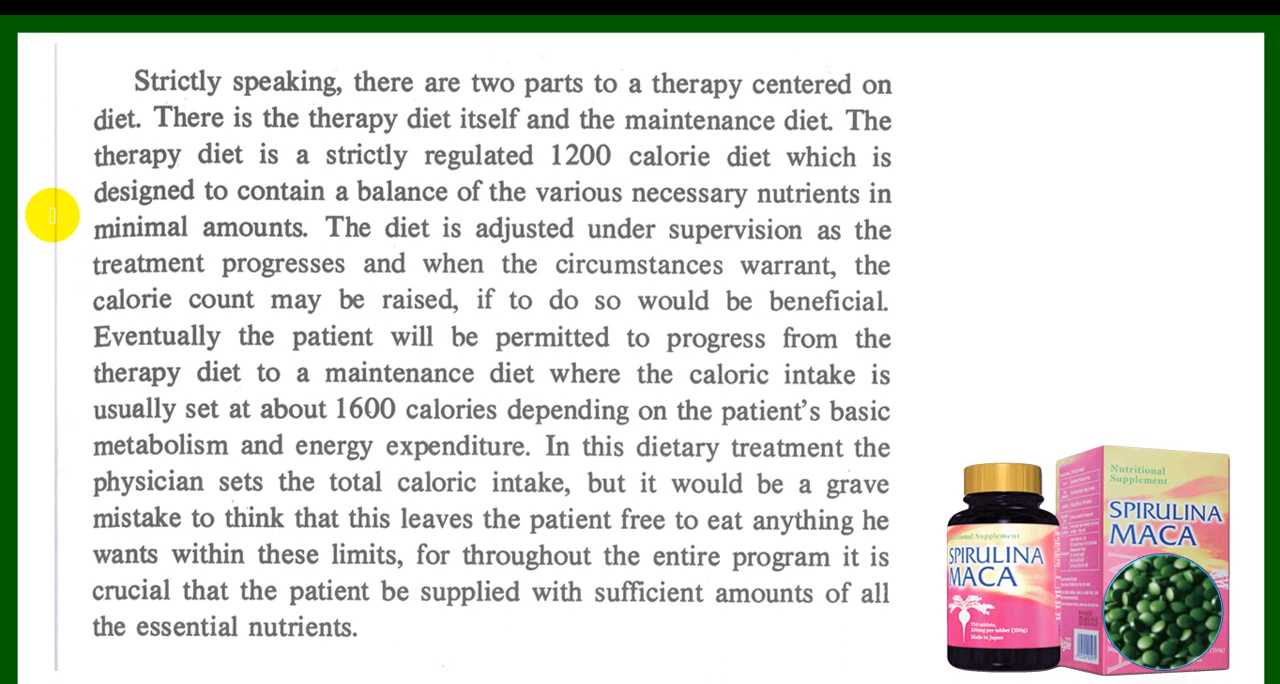 Strictly speaking, there are two parts to a therapy centered on
diet. There is the therapy diet itself and the maintenance diet. The
therapy diet is a strictly regulated 1200 calorie diet which is
designed to contain a balance of the various necessary nutrients in
minimal amounts. The diet is adjusted under supervision as the
treatment progresses and when the circumstances warrant, the
calorie count may be raised, if to do so would be beneficial.
Eventually the patient will be permitted to progress from the
therapy diet to a maintenance diet where the caloric intake is
usually set at about 1600 calories depending on the patient's basic
metabolism and energy expenditure. In this dietary treatment the
physician sets the total caloric intake, but it would be a grave
mistake to think that this leaves the patient free to eat anything he
wants within these limits, for throughout the entire program it is
crucial that the patient be supplied with sufficient amounts of all
the essential nutrients.
Supplement
SPIRULINA
MACA
750 tablets,
Made in Japan
Nutritional
Supplement
SPIRULINA
MACA